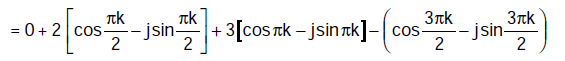 = 0 + 2 [cos πk/2 – jsin πk/2] + 3[cos πk – jsin πk] – (cos 3πk/2 – jsin 3πk/2)